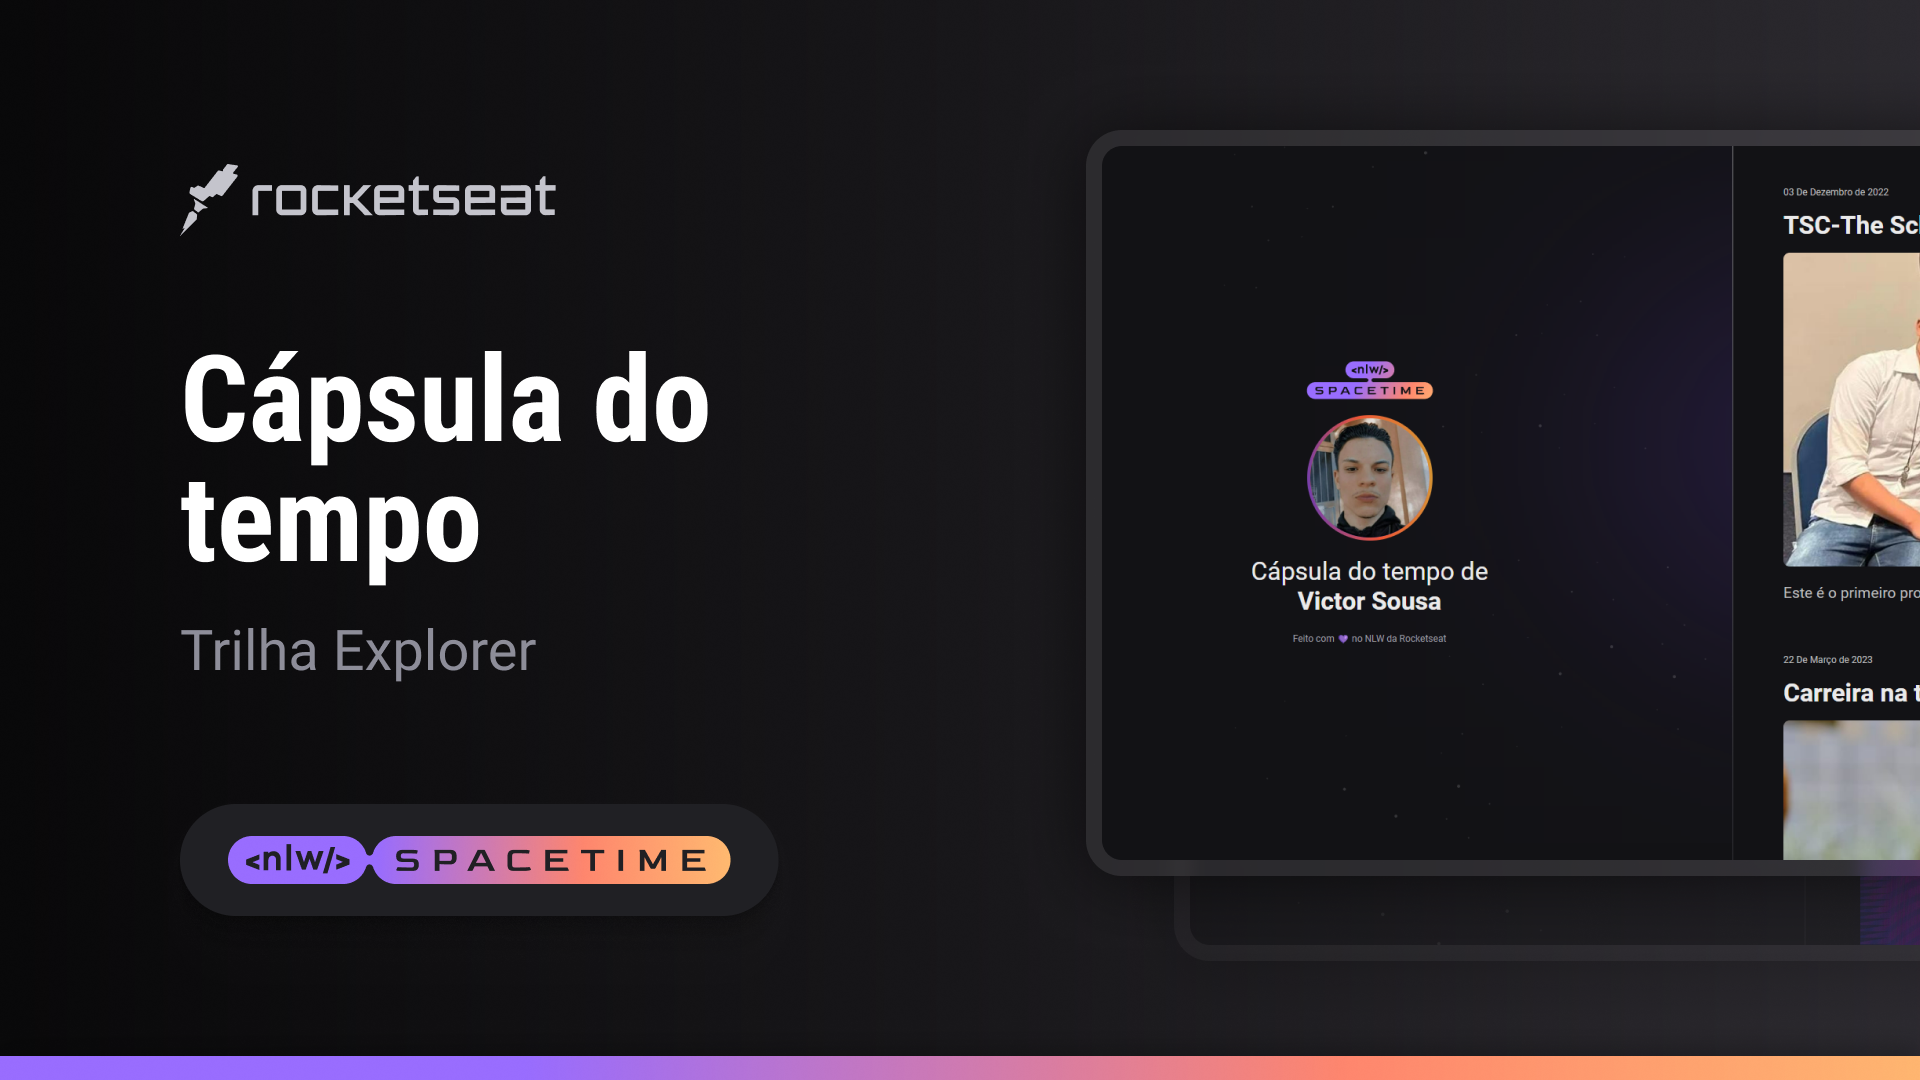 rocketseat
Cápsula do
tempo
Trilha Explorer
<nlw/> SPACETIME
<nlw/>
SPACETIME
Cápsula do tempo de
Victor Sousa
Feito com 💜 no NLW da Rocketseat
03 De Dezembro de 2022
TSC-The
Este é o primeiro
22 De Março de 2023
Carreira na